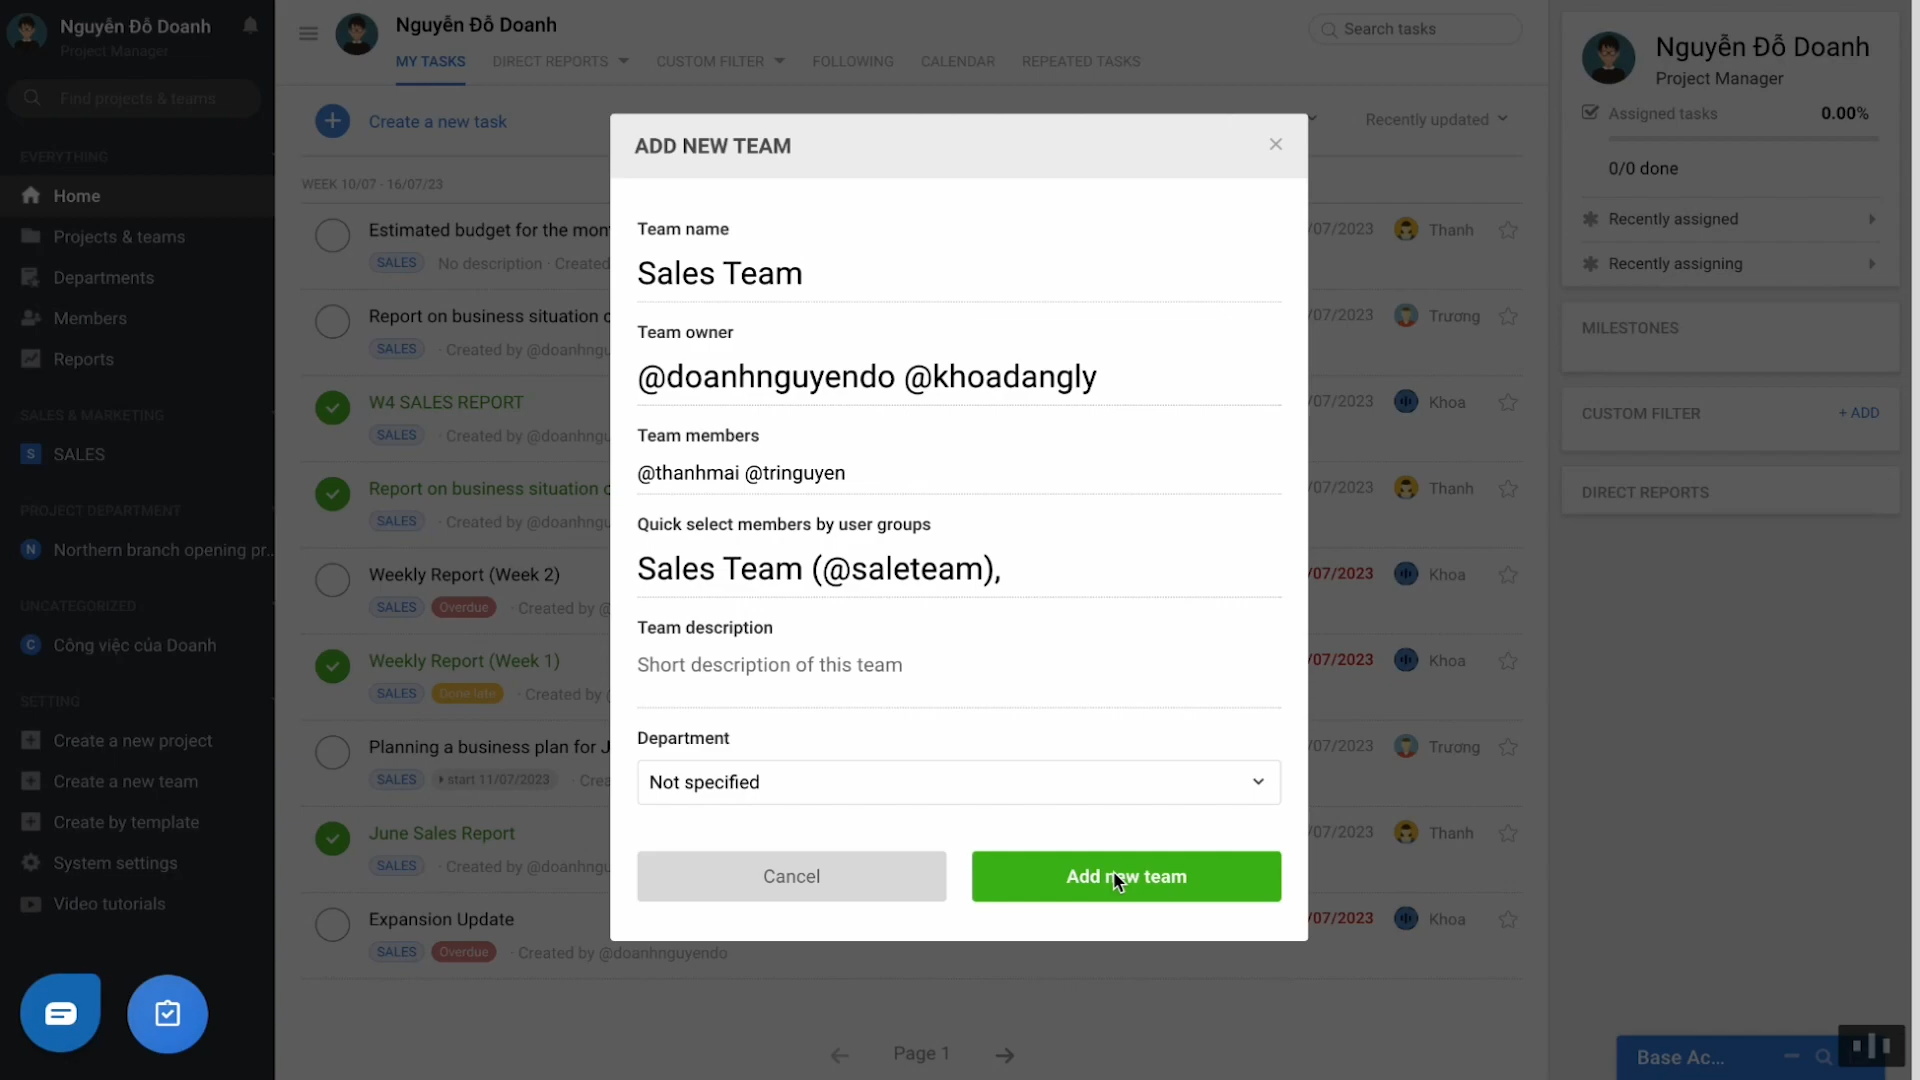 Nguyễn Đỗ Doanh
Project Manager
Find projects & teams
EVERYTHING
Home
Projects & teams
Departments
Members
Reports
SALES & MARKETING
S SALES
PROJECT DEPARTMENT
N Northern branch opening pr...
UNCATEGORIZED
C Công việc của Doanh
SETTING
Create a new project
Create a new team
Create by template
System settings
Video tutorials
Nguyễn Đỗ Doanh
MY TASKS DIRECT REPORTS CUSTOM FILTER FOLLOWING CALENDAR REPEATED TASKS
Search tasks
Create a new task
Recently updated
WEEK 10/07 - 16/07/23
Estimated budget for the mon
SALES No description · Created
/07/2023 Thanh
Report on business situation
SALES · Created by @doanhngu
/07/2023 Trương
W4 SALES REPORT
SALES · Created by @doanhngu
/07/2023 Khoa
Report on business situation
SALES · Created by @doanhngu
/07/2023 Thanh
Weekly Report (Week 2)
SALES Overdue · Created by @
/07/2023 Khoa
Weekly Report (Week 1)
SALES Done late · Created by
/07/2023 Khoa
Planning a business plan for J
SALES start 11/07/2023 · Crea
/07/2023 Trương
June Sales Report
SALES · Created by @doanhngu
/07/2023 Thanh
Expansion Update
SALES Overdue · Created by @doanhnguyendo
/07/2023 Khoa
Page 1
ADD NEW TEAM
Team name
Sales Team
Team owner
@doanhnguyendo @khoadangly
Team members
@thanhmai @tringuyen
Quick select members by user groups
Sales Team (@saleteam),
Team description
Short description of this team
Department
Not specified
Cancel Add new team
Nguyễn Đỗ Doanh
Project Manager
Assigned tasks 0.00%
0/0 done
Recently assigned
Recently assigning
MILESTONES
CUSTOM FILTER + ADD
DIRECT REPORTS
Base Ac...